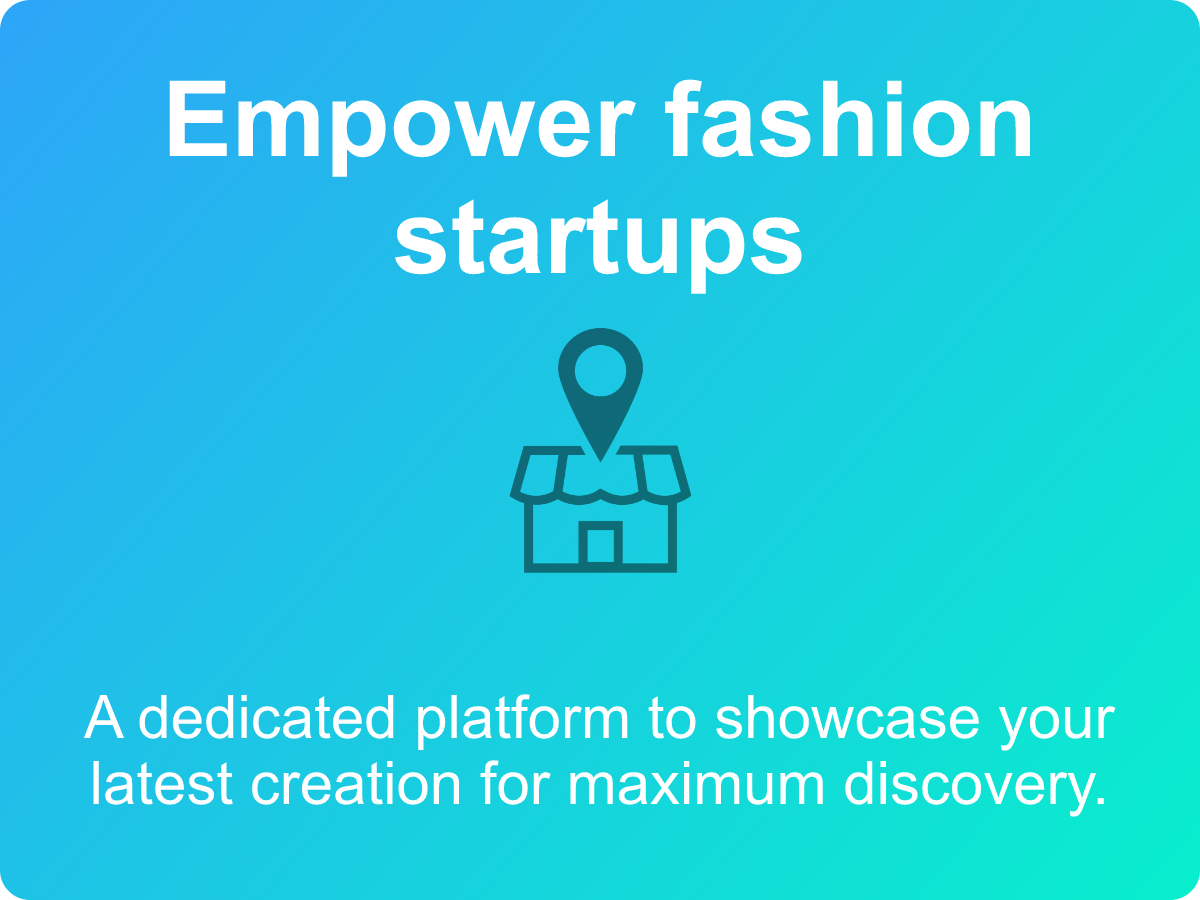 Empower fashion
startups
A dedicated platform to showcase your
latest creation for maximum discovery.